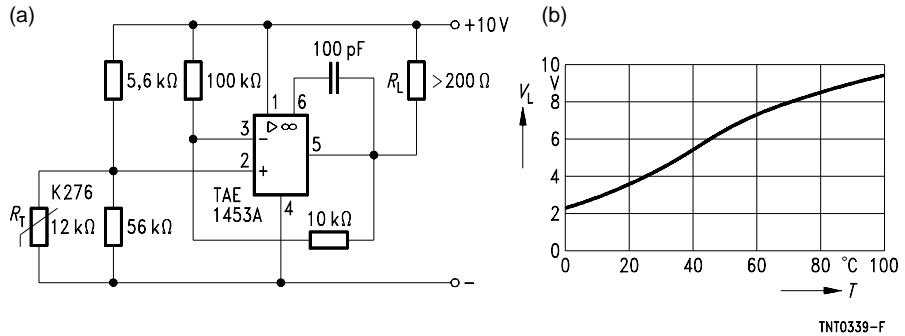 (a)
+10 V
100 pF
5,6 kΩ
100 kΩ
R_L
>200 Ω
1
6
▷ ∞
3
−
5
2
+
K276
TAE
1453A
4
R_T
12 kΩ
56 kΩ
10 kΩ
−
(b)
10
V
V_L
8
6
4
2
0
0 20 40 60 80 °C 100
T
TNT0339-F